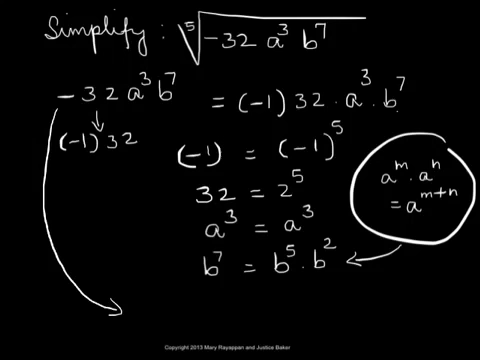 Simplify : ⁵√-32 a³ b⁷
-32 a³ b⁷ = (-1) 32 · a³ · b⁷
(-1) 32
(-1) = (-1)⁵
32 = 2⁵
a³ = a³
b⁷ = b⁵ · b²
aᵐ · aⁿ
= aᵐ⁺ⁿ
Copyright 2013 Mary Rayappan and Justice Baker